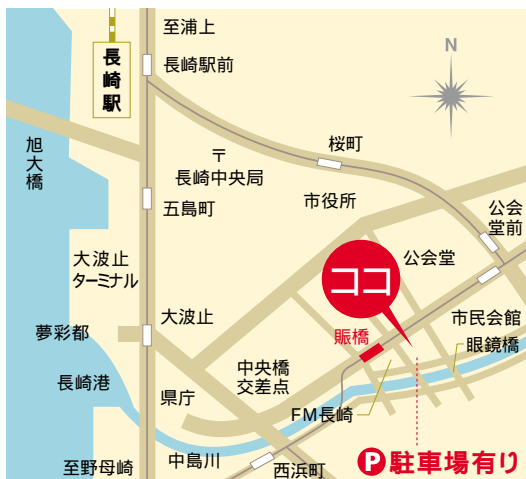 至浦上
長崎駅
長崎駅前
N
旭大橋
〒
長崎中央局
桜町
五島町
市役所
公会
堂前
大波止
ターミナル
公会堂
ココ
夢彩都
大波止
賑橋
市民会館
眼鏡橋
長崎港
県庁
中央橋
交差点
FM長崎
至野母崎
中島川
西浜町
P駐車場有り